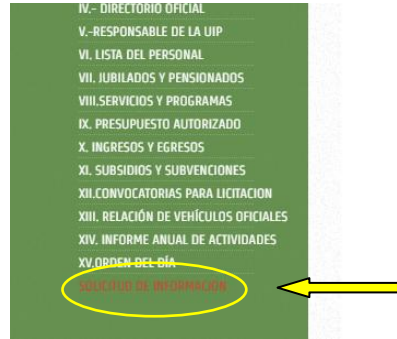 IV.- DIRECTORIO OFICIAL
V.-RESPONSABLE DE LA UIP
VI. LISTA DEL PERSONAL
VII. JUBILADOS Y PENSIONADOS
VIII.SERVICIOS Y PROGRAMAS
IX. PRESUPUESTO AUTORIZADO
X. INGRESOS Y EGRESOS
XI. SUBSIDIOS Y SUBVENCIONES
XII.CONVOCATORIAS PARA LICITACION
XIII. RELACIÓN DE VEHÍCULOS OFICIALES
XIV. INFORME ANUAL DE ACTIVIDADES
XV.ORDEN DEL DÍA
SOLICITUD DE INFORMACIÓN